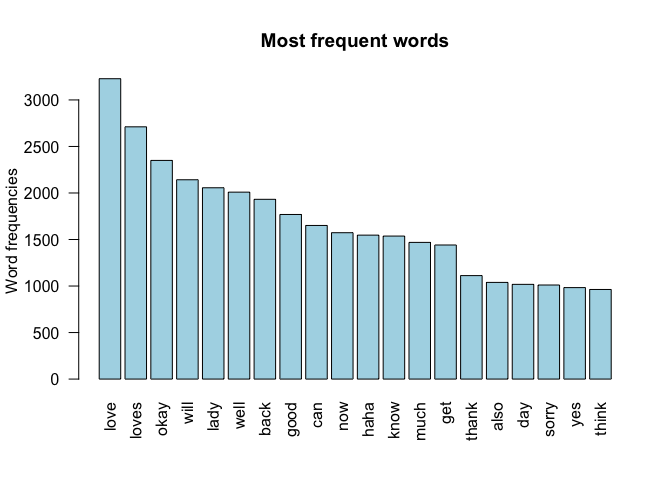 Most frequent words
Word frequencies
3000
2500
2000
1500
1000
500
0
love
loves
okay
will
lady
well
back
good
can
now
haha
know
much
get
thank
also
day
sorry
yes
think